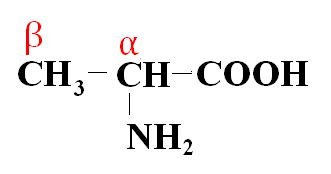 β α
CH₃ CH COOH
NH₂